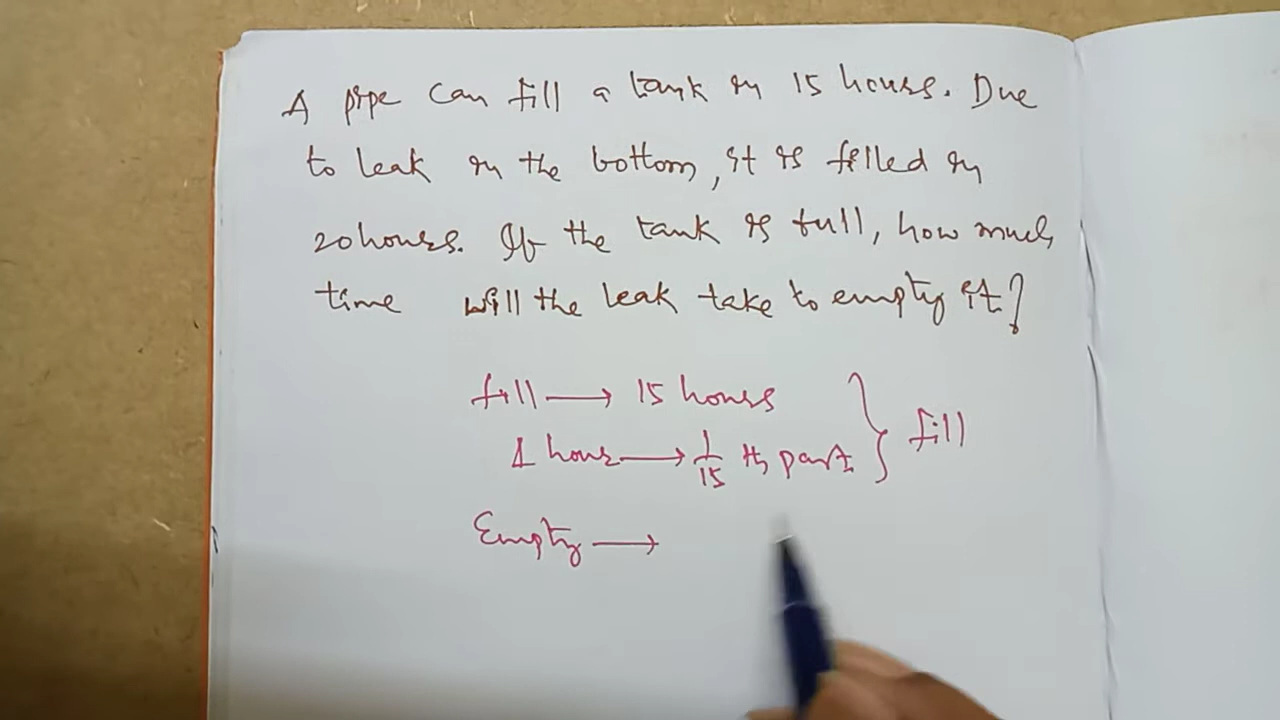 A pipe can fill a tank in 15 hours. Due
to leak in the bottom, it is filled in
20 hours. If the tank is full, how much
time will the leak take to empty it?
fill → 15 hours
1 hour → 1/15 th part } fill
Empty →